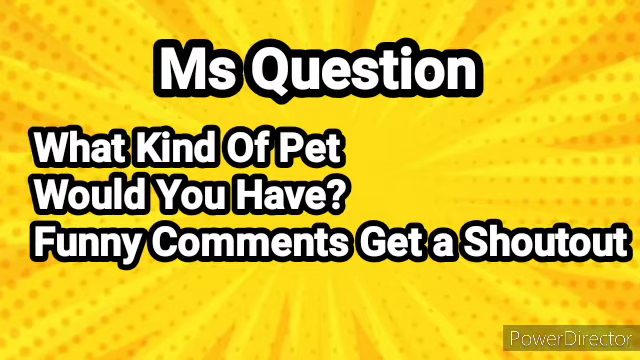 Ms Question
What Kind Of Pet
Would You Have?
Funny Comments Get a Shoutout
PowerDirector